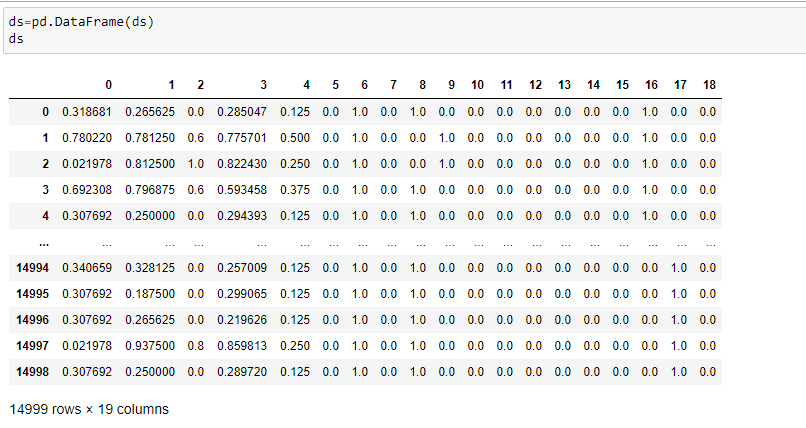 ds=pd.DataFrame(ds)
ds
0 1 2 3 4 5 6 7 8 9 10 11 12 13 14 15 16 17 18
0 0.318681 0.265625 0.0 0.285047 0.125 0.0 1.0 0.0 1.0 0.0 0.0 0.0 0.0 0.0 0.0 0.0 1.0 0.0 0.0
1 0.780220 0.781250 0.6 0.775701 0.500 0.0 1.0 0.0 0.0 1.0 0.0 0.0 0.0 0.0 0.0 0.0 1.0 0.0 0.0
2 0.021978 0.812500 1.0 0.822430 0.250 0.0 1.0 0.0 0.0 1.0 0.0 0.0 0.0 0.0 0.0 0.0 1.0 0.0 0.0
3 0.692308 0.796875 0.6 0.593458 0.375 0.0 1.0 0.0 1.0 0.0 0.0 0.0 0.0 0.0 0.0 0.0 1.0 0.0 0.0
4 0.307692 0.250000 0.0 0.294393 0.125 0.0 1.0 0.0 1.0 0.0 0.0 0.0 0.0 0.0 0.0 0.0 1.0 0.0 0.0
... ... ... ... ... ... ... ... ... ... ... ... ... ... ... ... ... ... ... ...
14994 0.340659 0.328125 0.0 0.257009 0.125 0.0 1.0 0.0 1.0 0.0 0.0 0.0 0.0 0.0 0.0 0.0 0.0 1.0 0.0
14995 0.307692 0.187500 0.0 0.299065 0.125 0.0 1.0 0.0 1.0 0.0 0.0 0.0 0.0 0.0 0.0 0.0 0.0 1.0 0.0
14996 0.307692 0.265625 0.0 0.219626 0.125 0.0 1.0 0.0 1.0 0.0 0.0 0.0 0.0 0.0 0.0 0.0 0.0 1.0 0.0
14997 0.021978 0.937500 0.8 0.859813 0.250 0.0 1.0 0.0 1.0 0.0 0.0 0.0 0.0 0.0 0.0 0.0 0.0 1.0 0.0
14998 0.307692 0.250000 0.0 0.289720 0.125 0.0 1.0 0.0 1.0 0.0 0.0 0.0 0.0 0.0 0.0 0.0 0.0 1.0 0.0
14999 rows × 19 columns